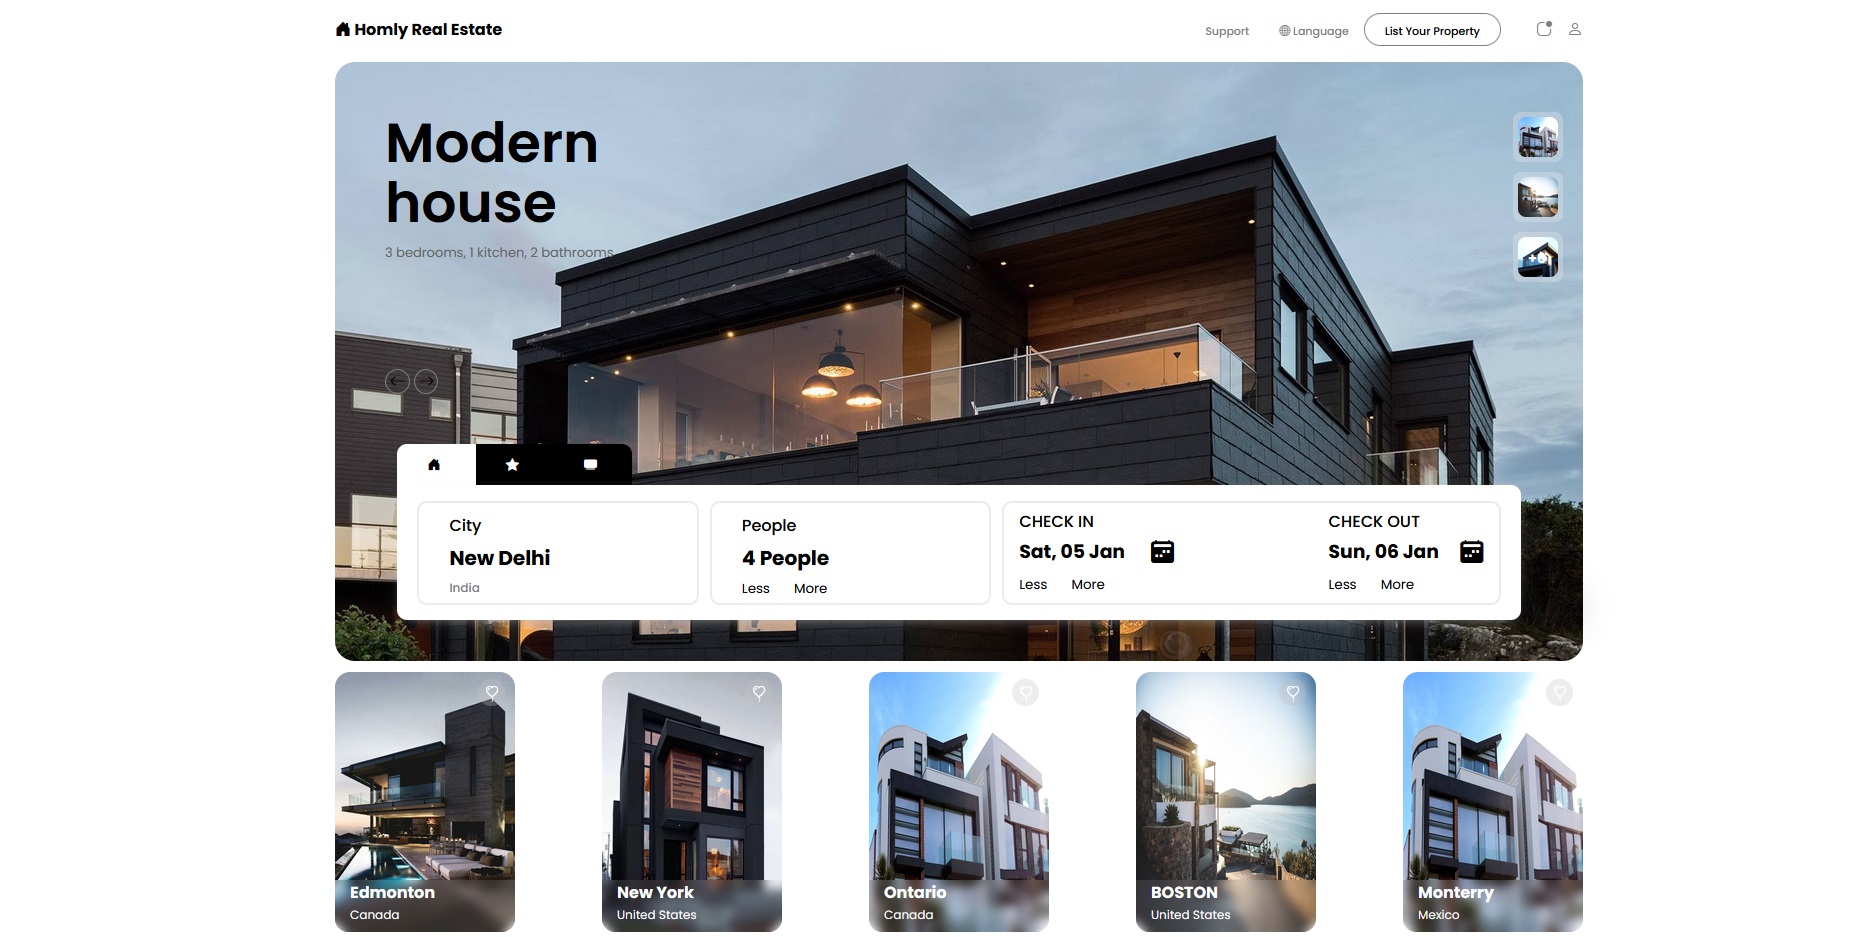 Homly Real Estate
Support
Language
List Your Property
Modern
house
3 bedrooms, 1 kitchen, 2 bathrooms
City
New Delhi
India
People
4 People
Less More
CHECK IN
Sat, 05 Jan
Less More
CHECK OUT
Sun, 06 Jan
Less More
Edmonton
Canada
New York
United States
Ontario
Canada
BOSTON
United States
Monterry
Mexico